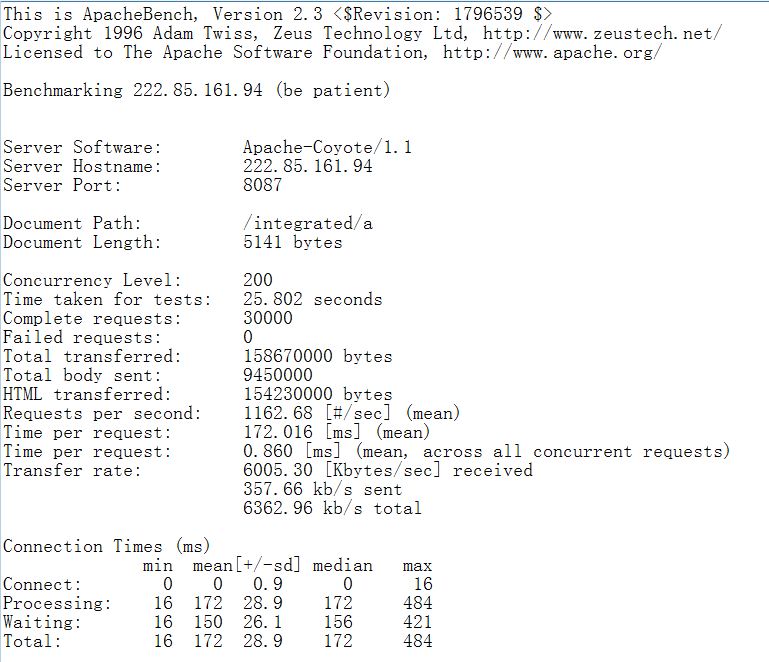 This is ApacheBench, Version 2.3 <$Revision: 1796539 $>
Copyright 1996 Adam Twiss, Zeus Technology Ltd, http://www.zeustech.net/
Licensed to The Apache Software Foundation, http://www.apache.org/
Benchmarking 222.85.161.94 (be patient)
Server Software: Apache-Coyote/1.1
Server Hostname: 222.85.161.94
Server Port: 8087
Document Path: /integrated/a
Document Length: 5141 bytes
Concurrency Level: 200
Time taken for tests: 25.802 seconds
Complete requests: 30000
Failed requests: 0
Total transferred: 158670000 bytes
Total body sent: 9450000
HTML transferred: 154230000 bytes
Requests per second: 1162.68 [#/sec] (mean)
Time per request: 172.016 [ms] (mean)
Time per request: 0.860 [ms] (mean, across all concurrent requests)
Transfer rate: 6005.30 [Kbytes/sec] received
357.66 kb/s sent
6362.96 kb/s total
Connection Times (ms)
min mean[+/-sd] median max
Connect: 0 0 0.9 0 16
Processing: 16 172 28.9 172 484
Waiting: 16 150 26.1 156 421
Total: 16 172 28.9 172 484